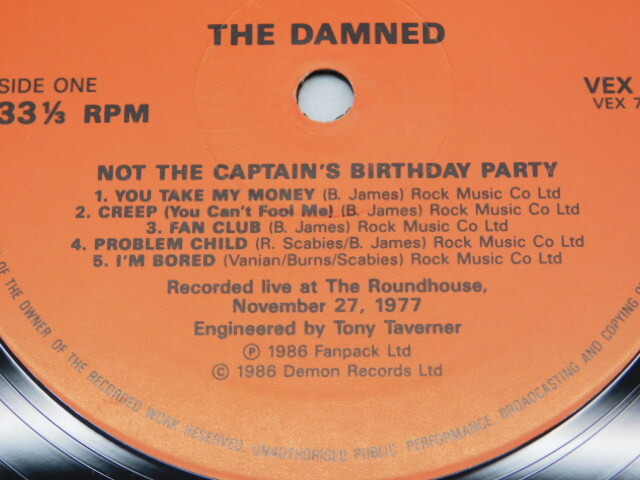 THE DAMNED
SIDE ONE
33⅓ RPM
VEX
VEX 7
NOT THE CAPTAIN'S BIRTHDAY PARTY
1. YOU TAKE MY MONEY (B. James) Rock Music Co Ltd
2. CREEP (You Can't Fool Me) (B. James) Rock Music Co Ltd
3. FAN CLUB (B. James) Rock Music Co Ltd
4. PROBLEM CHILD (R. Scabies/B. James) Rock Music Co Ltd
5. I'M BORED (Vanian/Burns/Scabies) Rock Music Co Ltd
Recorded live at The Roundhouse,
November 27, 1977
Engineered by Tony Taverner
℗ 1986 Fanpack Ltd
© 1986 Demon Records Ltd
OF THE OWNER OF THE RECORDED WORK RESERVED. UNAUTHORISED PUBLIC PERFORMANCE, BROADCASTING AND COPYING